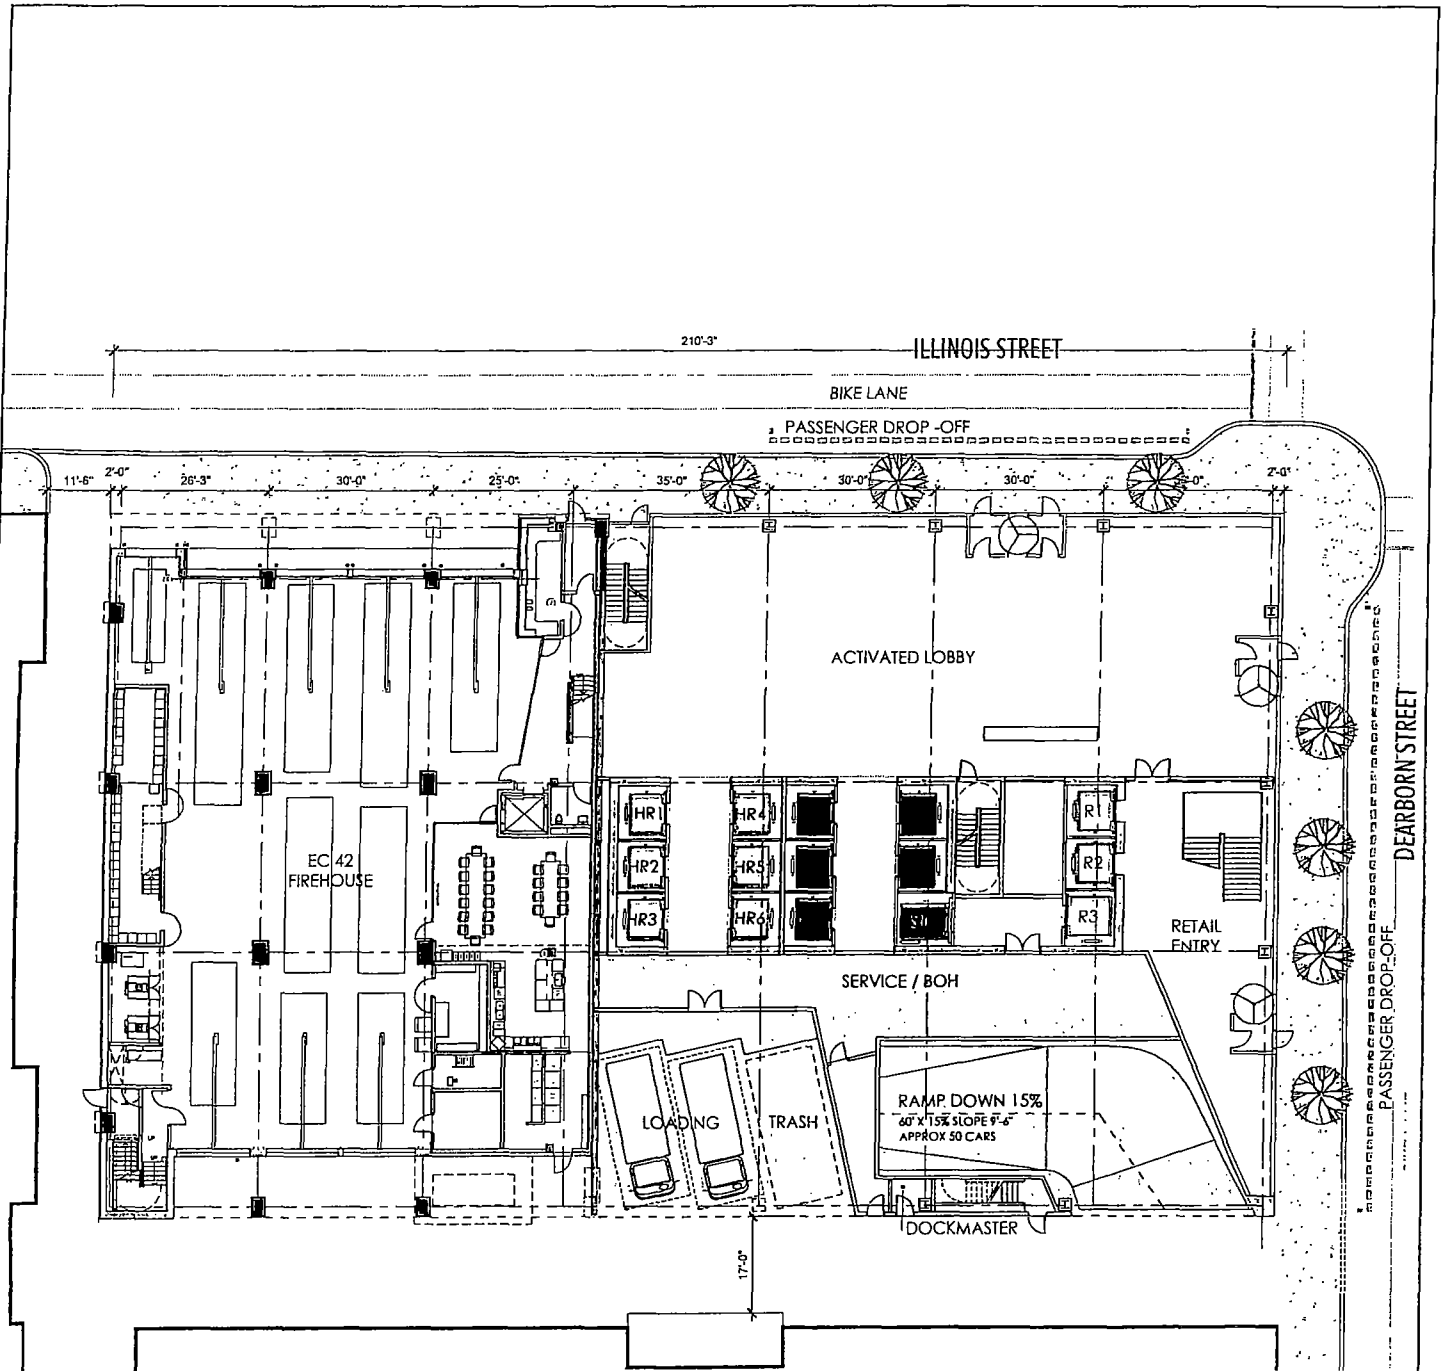 210'-3"
ILLINOIS STREET
BIKE LANE
PASSENGER DROP -OFF
11'-6"
2'-0"
26'-3"
30'-0"
25'-0"
35'-0"
30'-0"
30'-0"
2'-0"
ACTIVATED LOBBY
DEARBORN STREET
PASSENGER DROP-OFF
HR1
HR4
R1
EC 42
FIREHOUSE
HR2
HR5
R2
HR3
HR6
R3
RETAIL
ENTRY
SERVICE / BOH
LOADING
TRASH
RAMP DOWN 15%
60' X 15% SLOPE 9'-6"
APPROX 50 CARS
DOCKMASTER
17'-0"